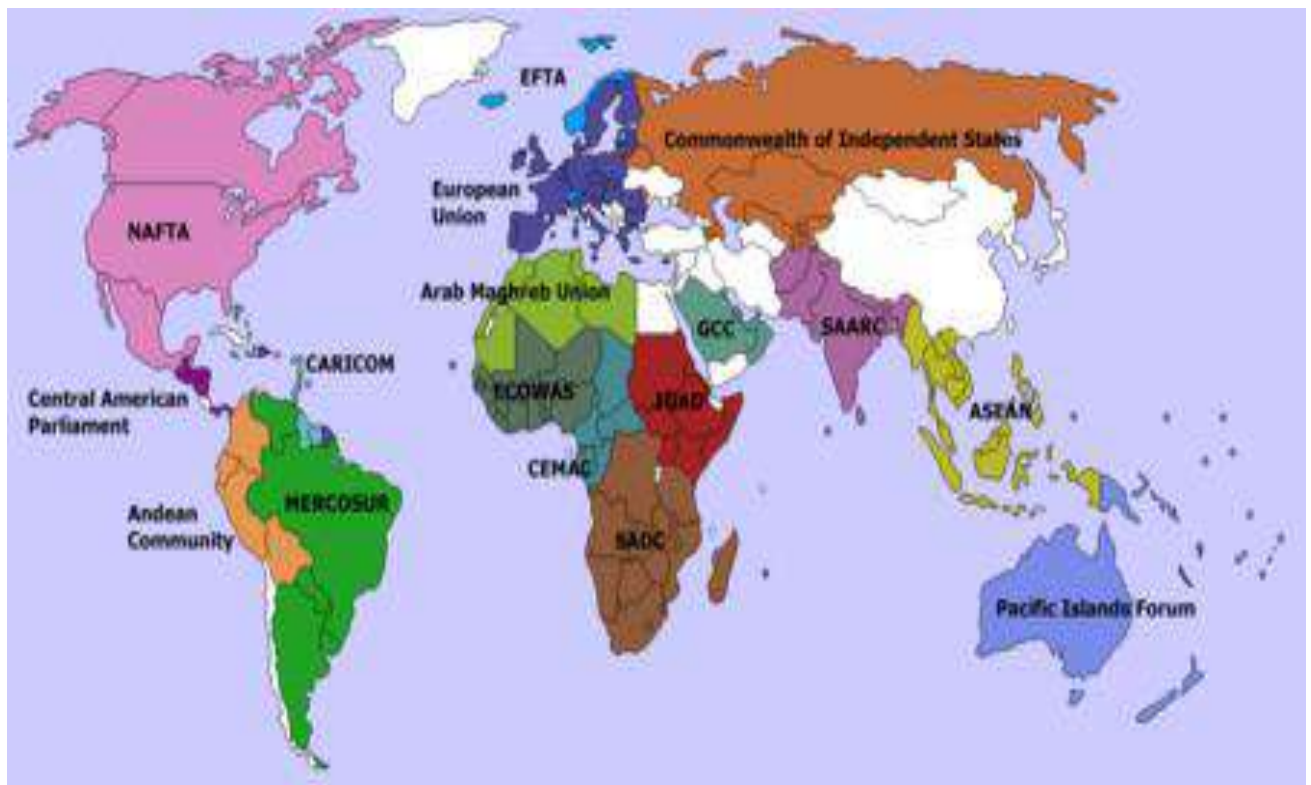 EFTA
Commonwealth of Independent States
European
Union
NAFTA
Arab Maghreb Union
GCC
SAARC
CARICOM
ECOWAS
IGAD
Central American
Parliament
ASEAN
CEMAC
MERCOSUR
Andean
Community
SADC
Pacific Islands Forum